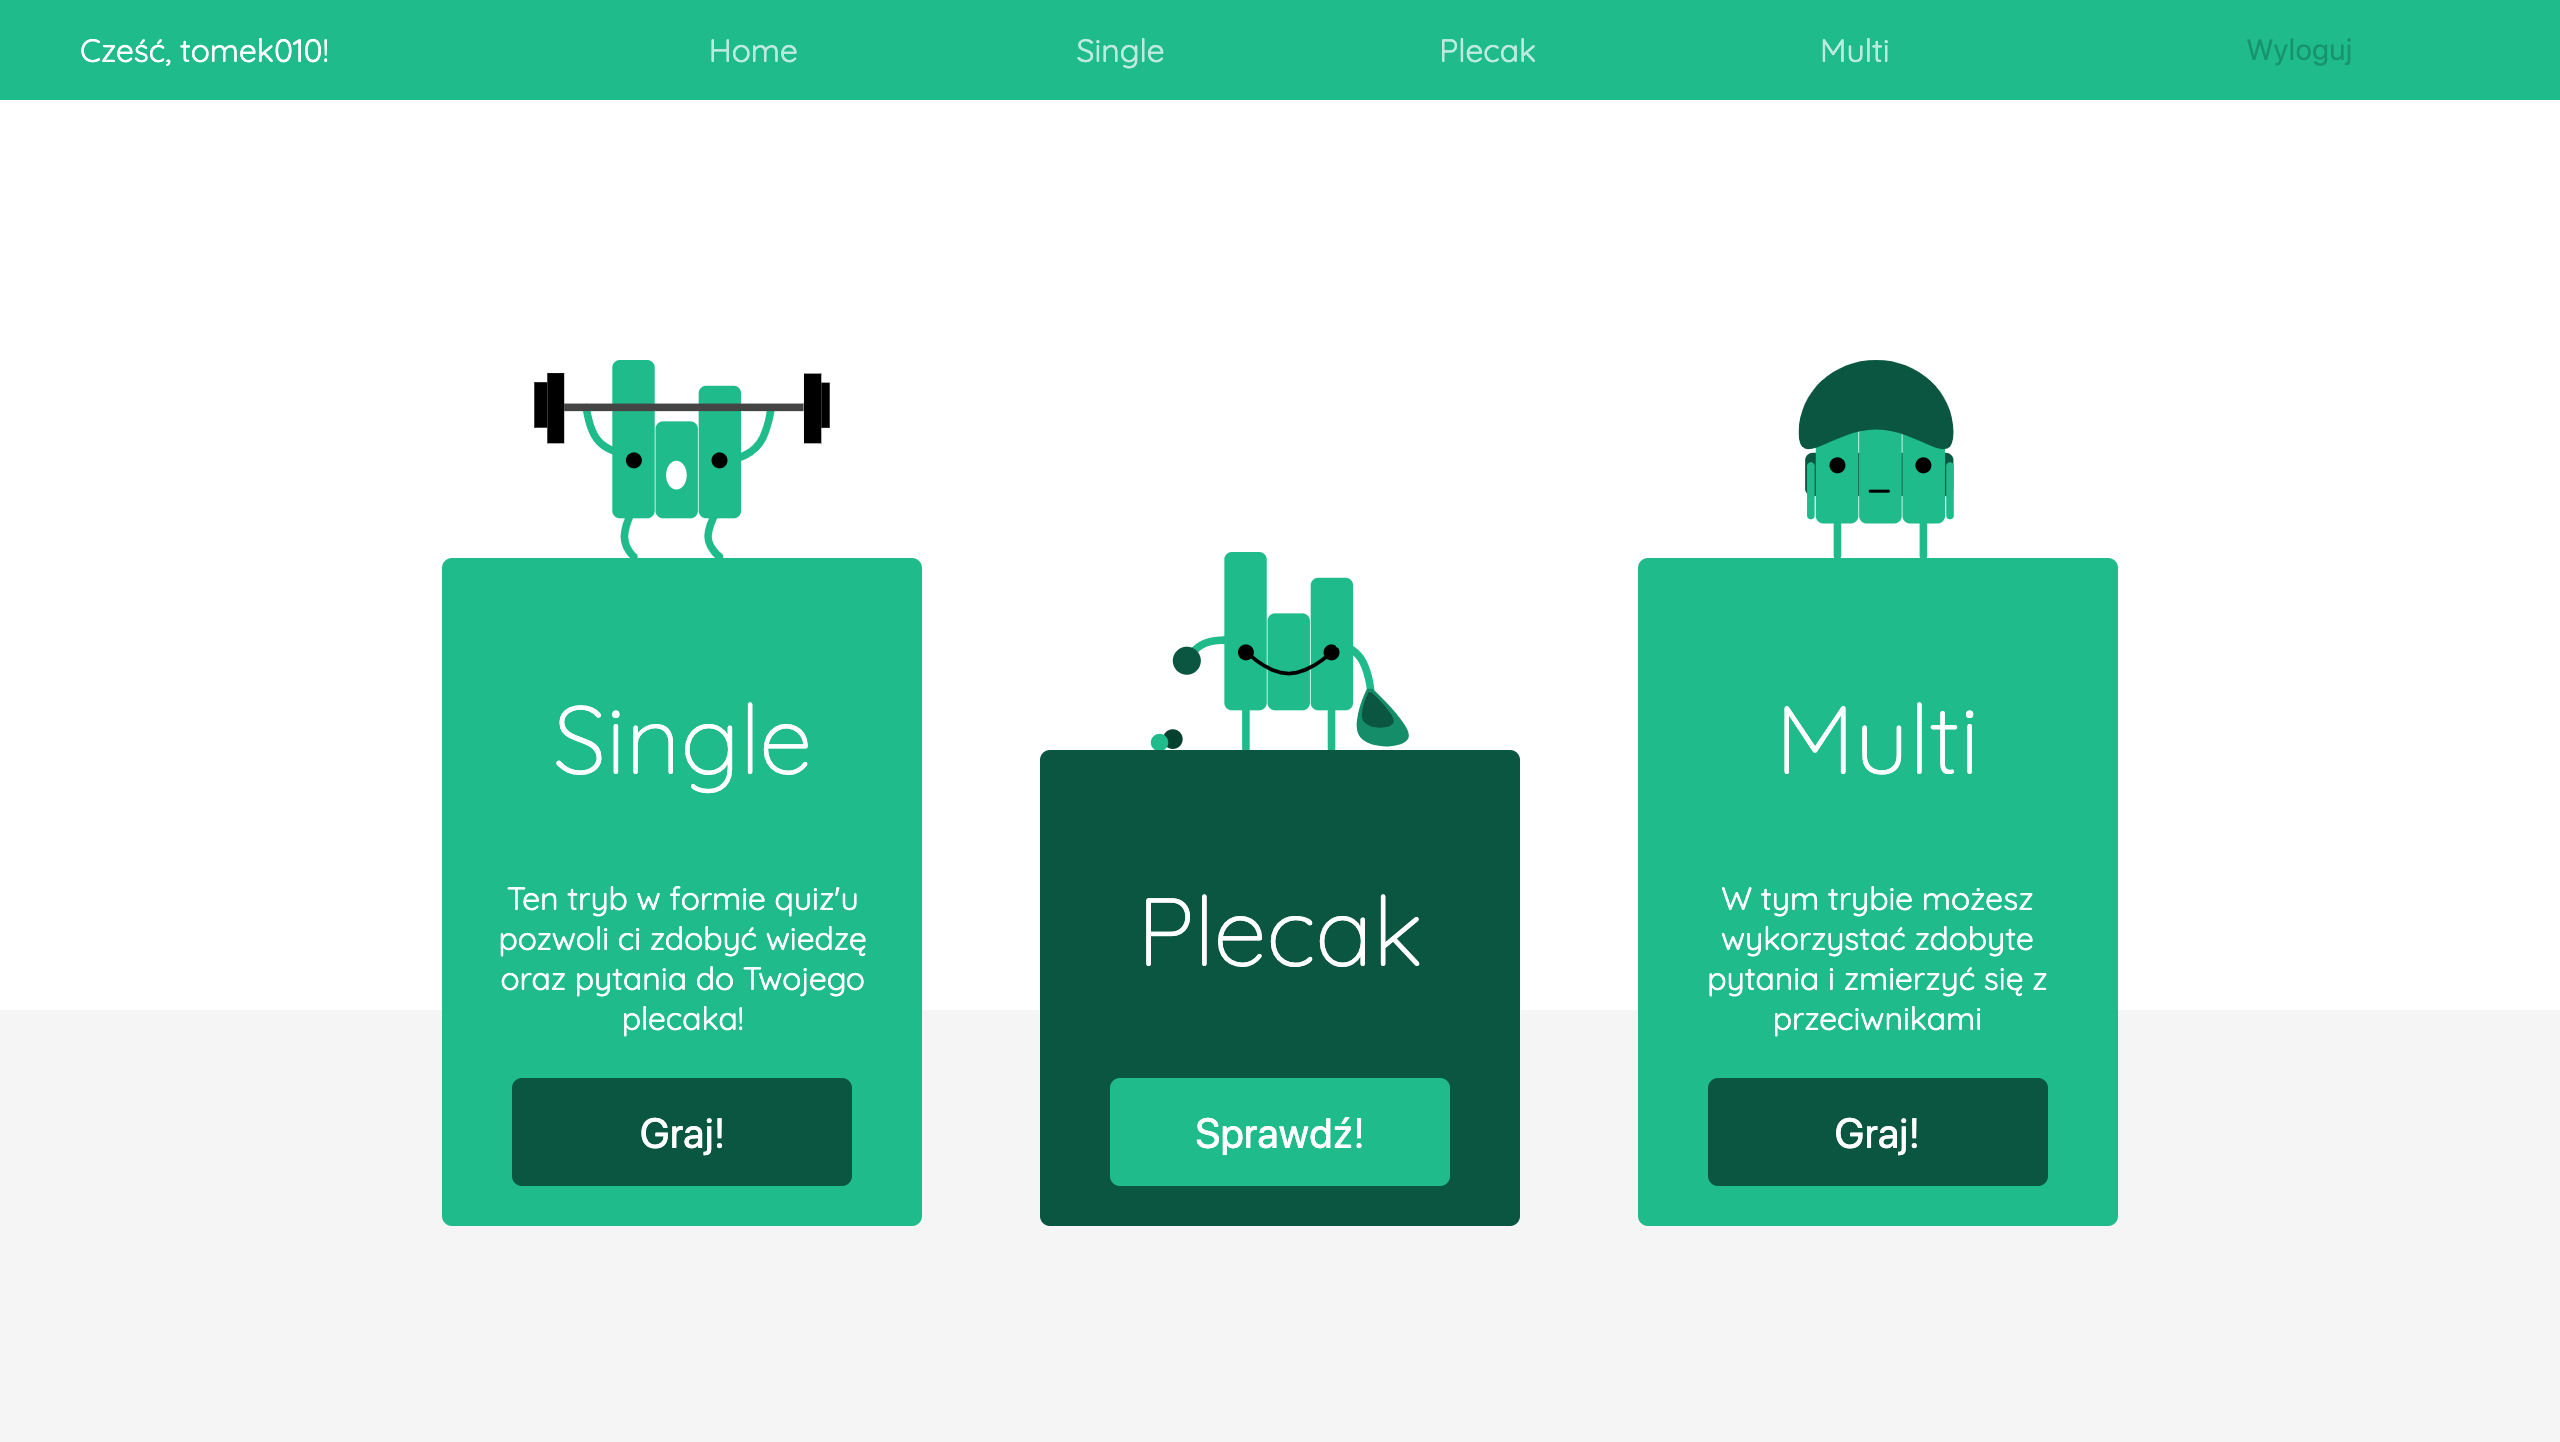 Cześć, tomek010!
Home
Single
Plecak
Multi
Wyloguj
Single
Ten tryb w formie quiz'u
pozwoli ci zdobyć wiedzę
oraz pytania do Twojego
plecaka!
Graj!
Plecak
Sprawdź!
Multi
W tym trybie możesz
wykorzystać zdobyte
pytania i zmierzyć się z
przeciwnikami
Graj!